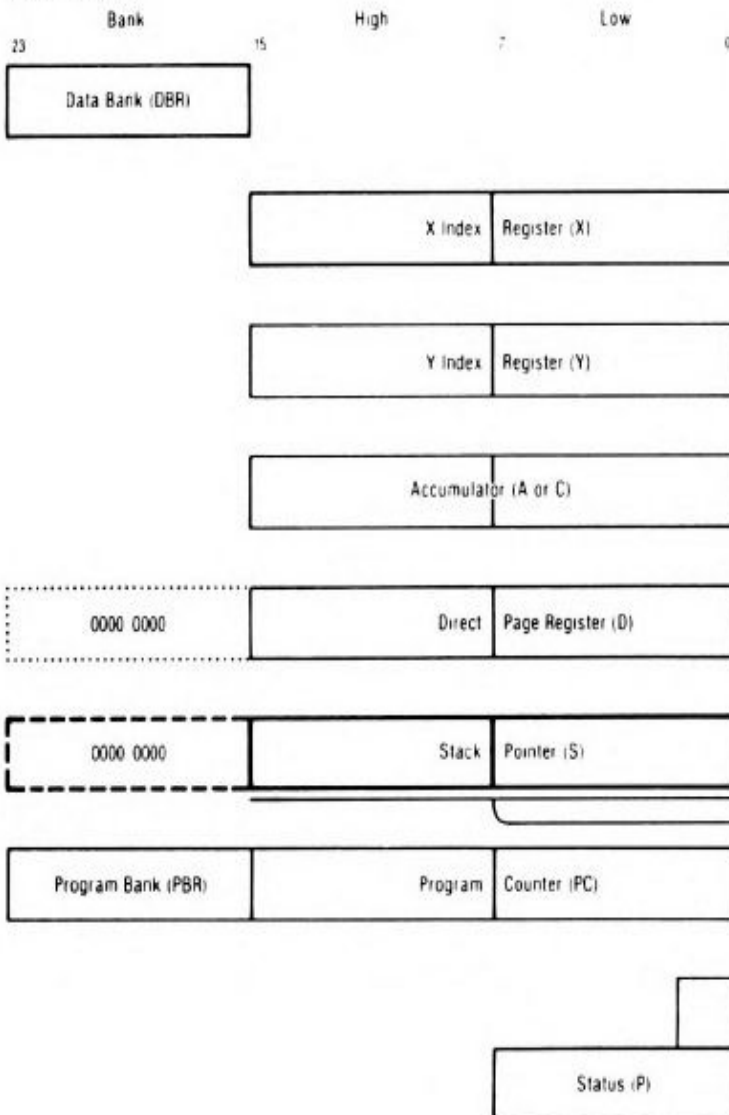 Bank High Low
23 15 7
Data Bank (DBR)
X Index Register (X)
Y Index Register (Y)
Accumulator (A or C)
0000 0000 Direct Page Register (D)
0000 0000 Stack Pointer (S)
Program Bank (PBR) Program Counter (PC)
Status (P)